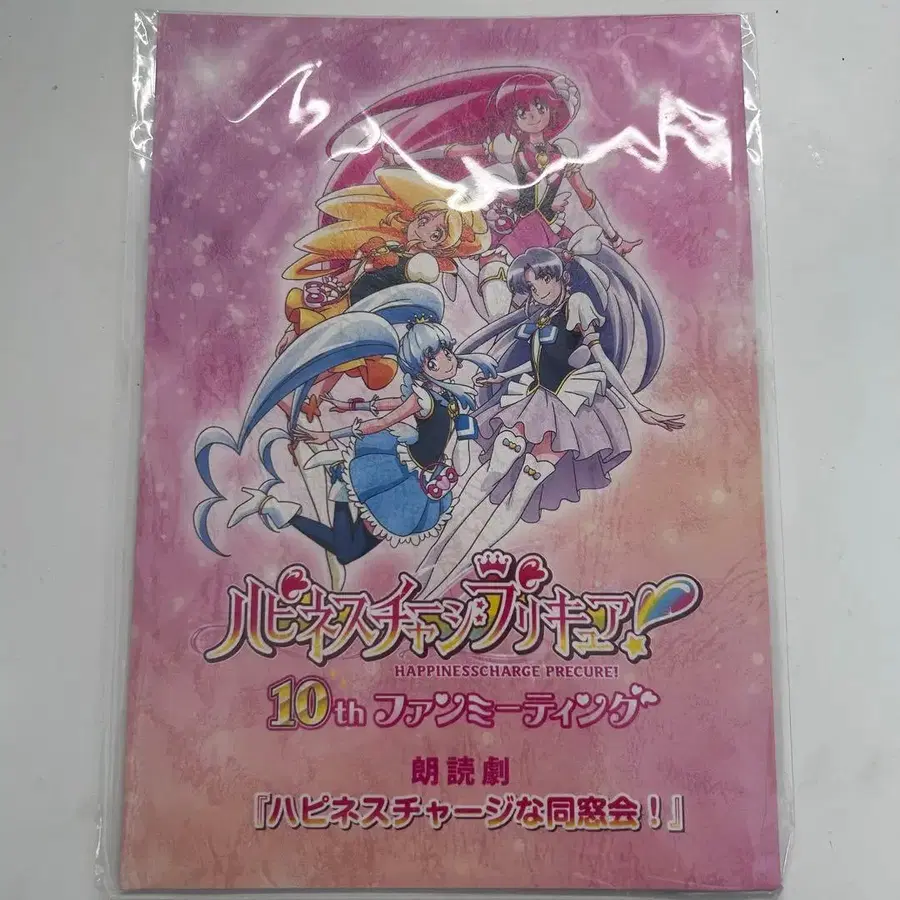 ハピネスチャージプリキュア!
HAPPINESSCHARGE PRECURE!
10th ファンミーティング
朗読劇
『ハピネスチャージな同窓会！』